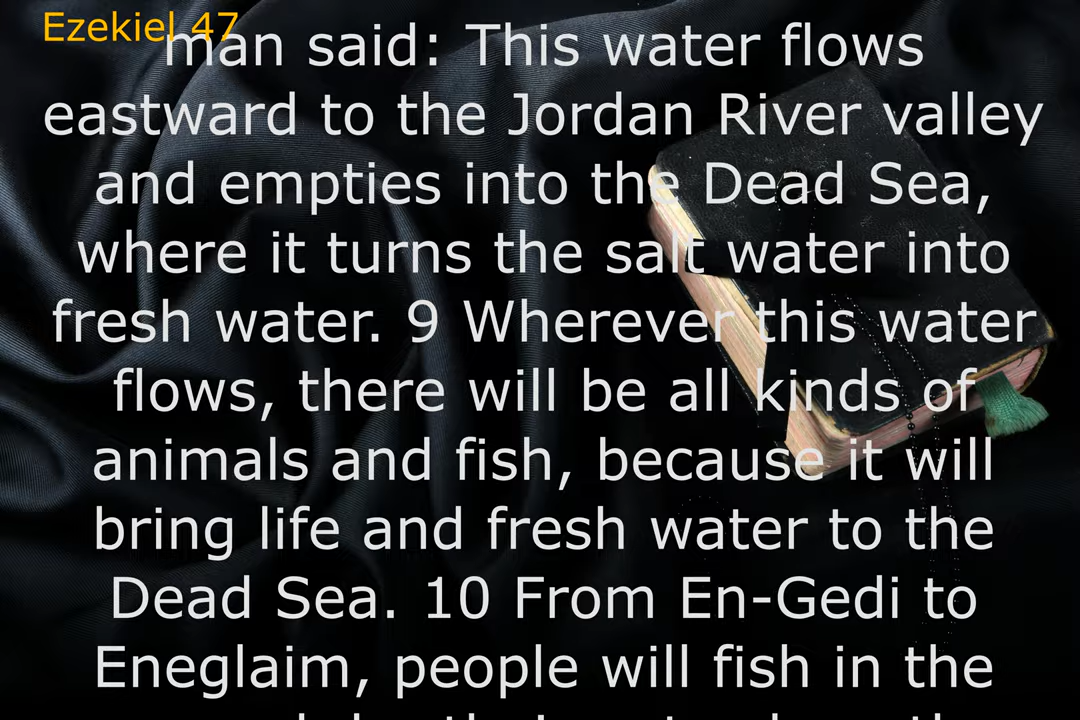 Ezekiel 47
man said: This water flows
eastward to the Jordan River valley
and empties into the Dead Sea,
where it turns the salt water into
fresh water. 9 Wherever this water
flows, there will be all kinds of
animals and fish, because it will
bring life and fresh water to the
Dead Sea. 10 From En-Gedi to
Eneglaim, people will fish in the